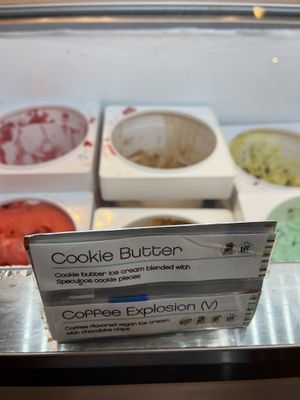 Cookie Butter
Cookie butter ice cream blended with
Speculoos cookie pieces
Coffee Explosion (V)
Coffee flavored vegan ice cream
with chocolate chips